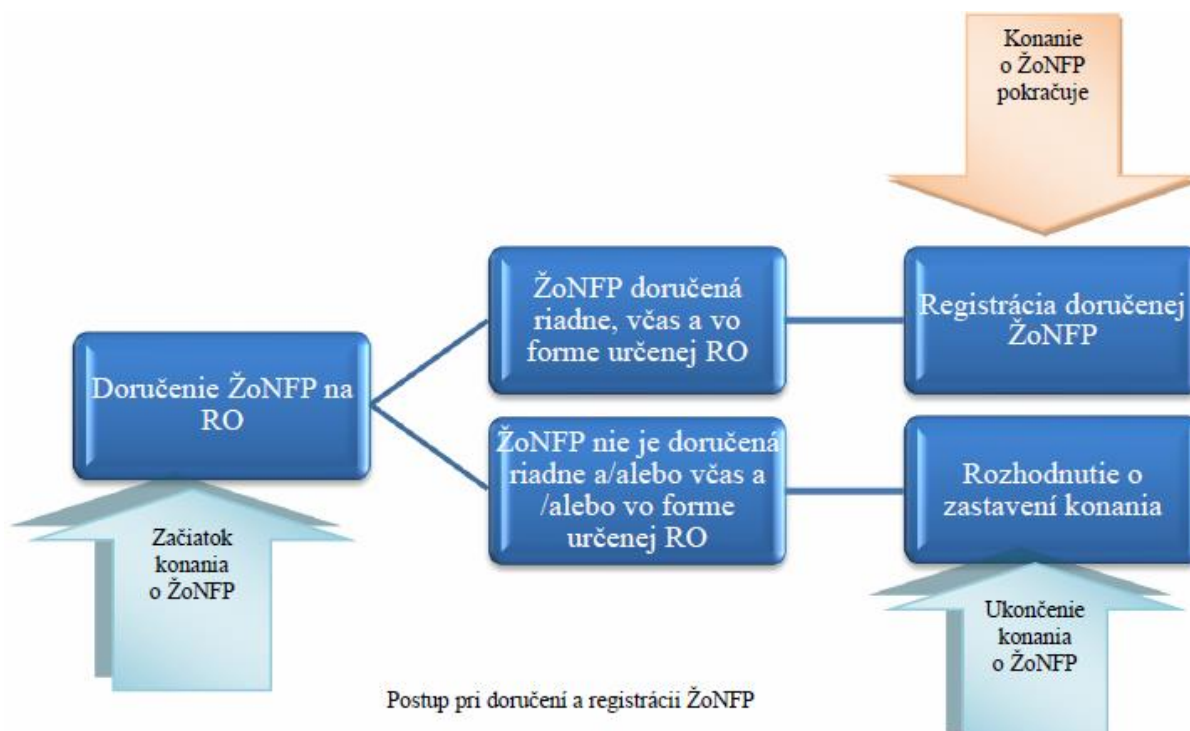 Konanie
o ŽoNFP
pokračuje
ŽoNFP doručená
riadne, včas a vo
forme určenej RO
Registrácia doručenej
ŽoNFP
Doručenie ŽoNFP na
RO
ŽoNFP nie je doručená
riadne a/alebo včas a
/alebo vo forme
určenej RO
Rozhodnutie o
zastavení konania
Začiatok
konania
o ŽoNFP
Ukončenie
konania
o ŽoNFP
Postup pri doručení a registrácii ŽoNFP